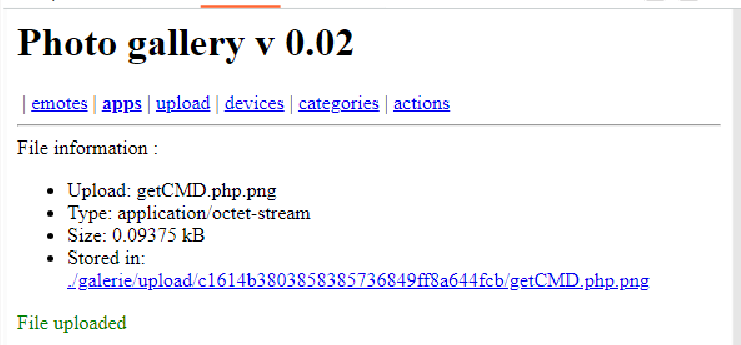 Photo gallery v 0.02
| emotes | apps | upload | devices | categories | actions
File information :
Upload: getCMD.php.png
Type: application/octet-stream
Size: 0.09375 kB
Stored in:
./galerie/upload/c1614b3803858385736849ff8a644fcb/getCMD.php.png
File uploaded